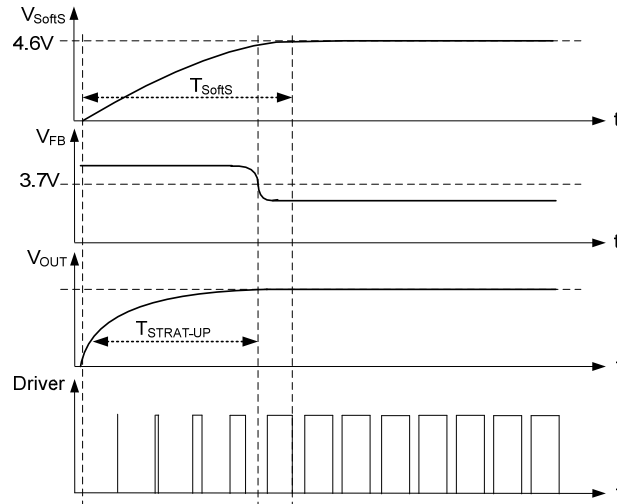 V_SoftS
4.6V
T_SoftS
t
V_FB
3.7V
t
V_OUT
T_STRAT-UP
t
Driver
t